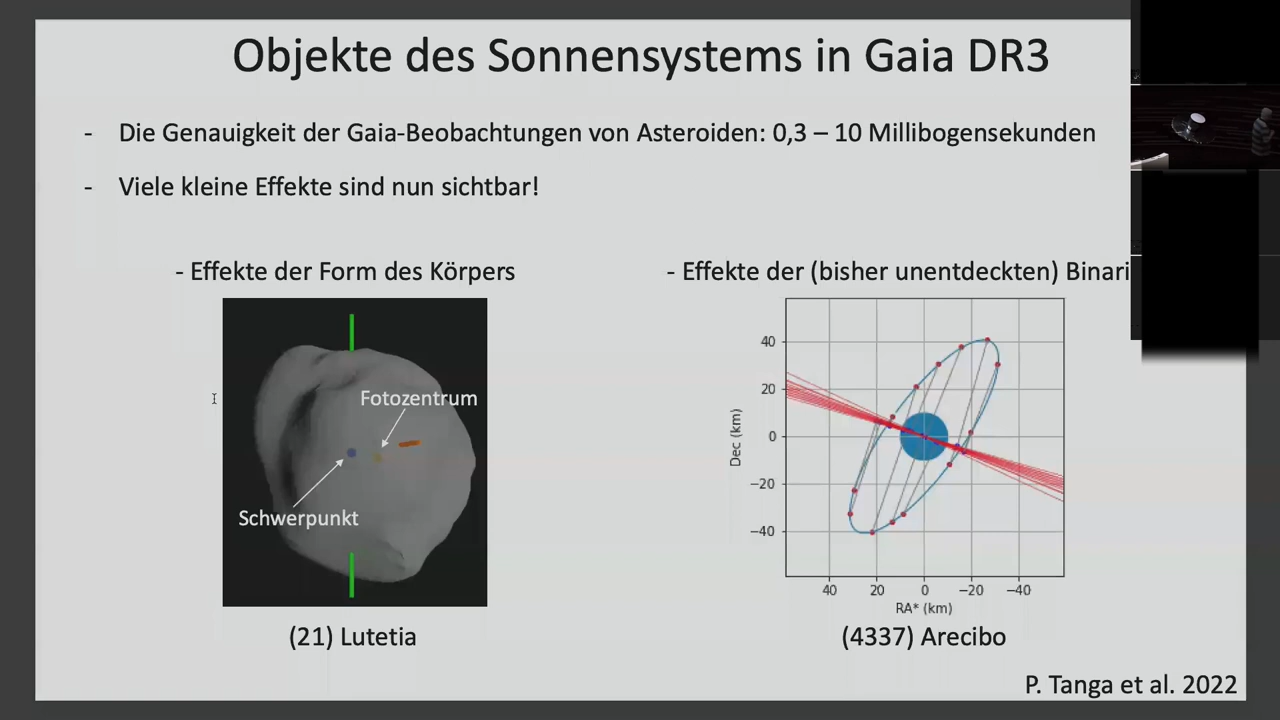 Objekte des Sonnensystems in Gaia DR3
- Die Genauigkeit der Gaia-Beobachtungen von Asteroiden: 0,3 – 10 Millibogensekunden
- Viele kleine Effekte sind nun sichtbar!
- Effekte der Form des Körpers
- Effekte der (bisher unentdeckten) Binari
Fotozentrum
Schwerpunkt
40
20
0
−20
−40
Dec (km)
40 20 0 −20 −40
RA* (km)
(21) Lutetia
(4337) Arecibo
P. Tanga et al. 2022